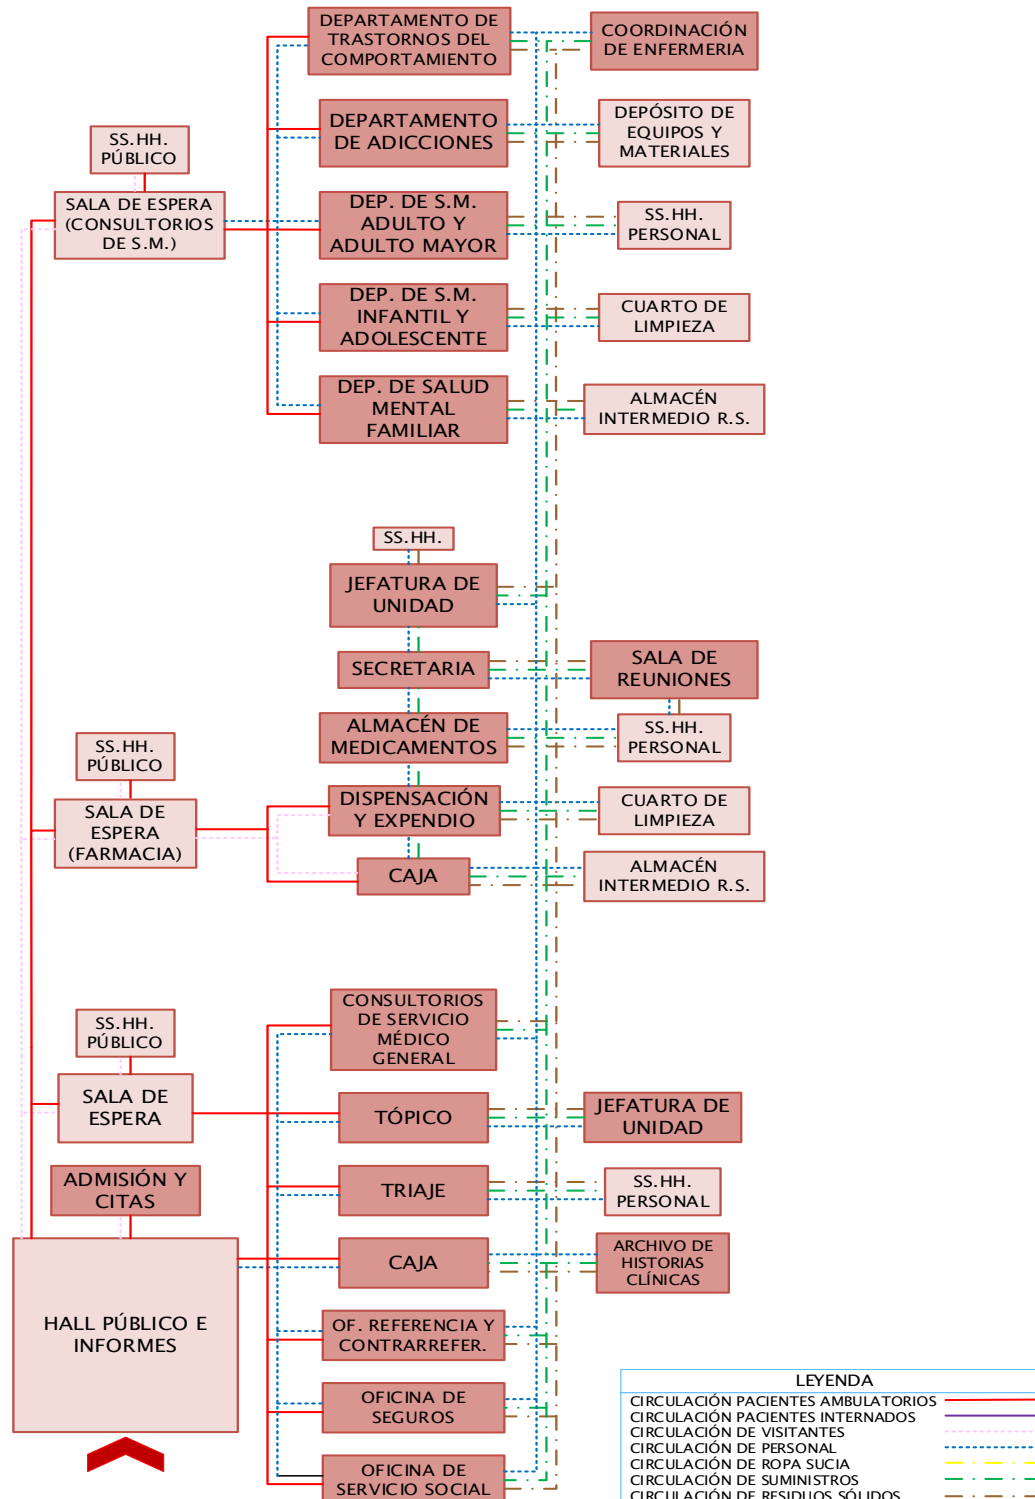 DEPARTAMENTO DE
TRASTORNOS DEL
COMPORTAMIENTO
COORDINACIÓN
DE ENFERMERIA
DEPARTAMENTO
DE ADICCIONES
DEPÓSITO DE
EQUIPOS Y
MATERIALES
SS.HH.
PÚBLICO
SALA DE ESPERA
(CONSULTORIOS
DE S.M.)
DEP. DE S.M.
ADULTO Y
ADULTO MAYOR
SS.HH.
PERSONAL
DEP. DE S.M.
INFANTIL Y
ADOLESCENTE
CUARTO DE
LIMPIEZA
DEP. DE SALUD
MENTAL
FAMILIAR
ALMACÉN
INTERMEDIO R.S.
SS.HH.
JEFATURA DE
UNIDAD
SECRETARIA
SALA DE
REUNIONES
ALMACÉN DE
MEDICAMENTOS
SS.HH.
PERSONAL
SS.HH.
PÚBLICO
SALA DE
ESPERA
(FARMACIA)
DISPENSACIÓN
Y EXPENDIO
CUARTO DE
LIMPIEZA
CAJA
ALMACÉN
INTERMEDIO R.S.
CONSULTORIOS
DE SERVICIO
MÉDICO
GENERAL
SS.HH.
PÚBLICO
SALA DE
ESPERA
TÓPICO
JEFATURA DE
UNIDAD
ADMISIÓN Y
CITAS
TRIAJE
SS.HH.
PERSONAL
HALL PÚBLICO E
INFORMES
CAJA
ARCHIVO DE
HISTORIAS
CLÍNICAS
OF. REFERENCIA Y
CONTRARREFER.
OFICINA DE
SEGUROS
OFICINA DE
SERVICIO SOCIAL
LEYENDA
CIRCULACIÓN PACIENTES AMBULATORIOS
CIRCULACIÓN PACIENTES INTERNADOS
CIRCULACIÓN DE VISITANTES
CIRCULACIÓN DE PERSONAL
CIRCULACIÓN DE ROPA SUCIA
CIRCULACIÓN DE SUMINISTROS
CIRCULACIÓN DE RESIDUOS SÓLIDOS